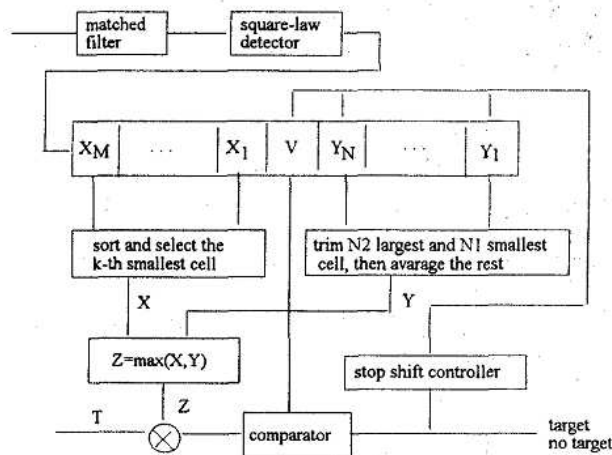 matched
filter
square-law
detector
X_M ... X_1 V Y_N ... Y_1
sort and select the
k-th smallest cell
trim N2 largest and N1 smallest
cell, then avarage the rest
X
Y
Z=max(X,Y)
stop shift controller
T
Z
comparator
target
no target